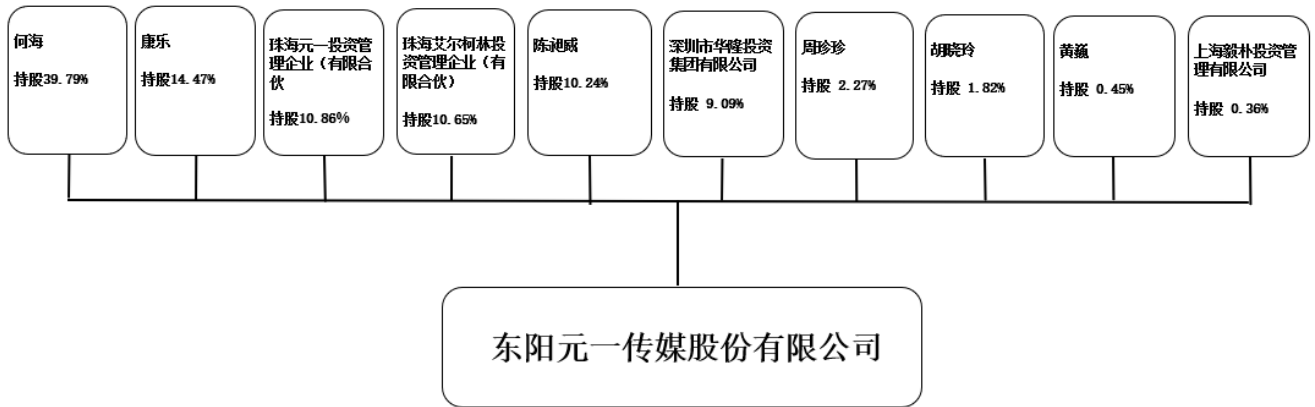 何海
持股39.79%
康乐
持股14.47%
珠海元一投资管
理企业（有限合
伙
持股10.86%
珠海艾尔柯林投
资管理企业（有
限合伙）
持股10.65%
陈昶威
持股10.24%
深圳市华隆投资
集团有限公司
持股 9.09%
周珍珍
持股 2.27%
胡晓玲
持股 1.82%
黄巍
持股 0.45%
上海毅朴投资管
理有限公司
持股 0.36%
东阳元一传媒股份有限公司